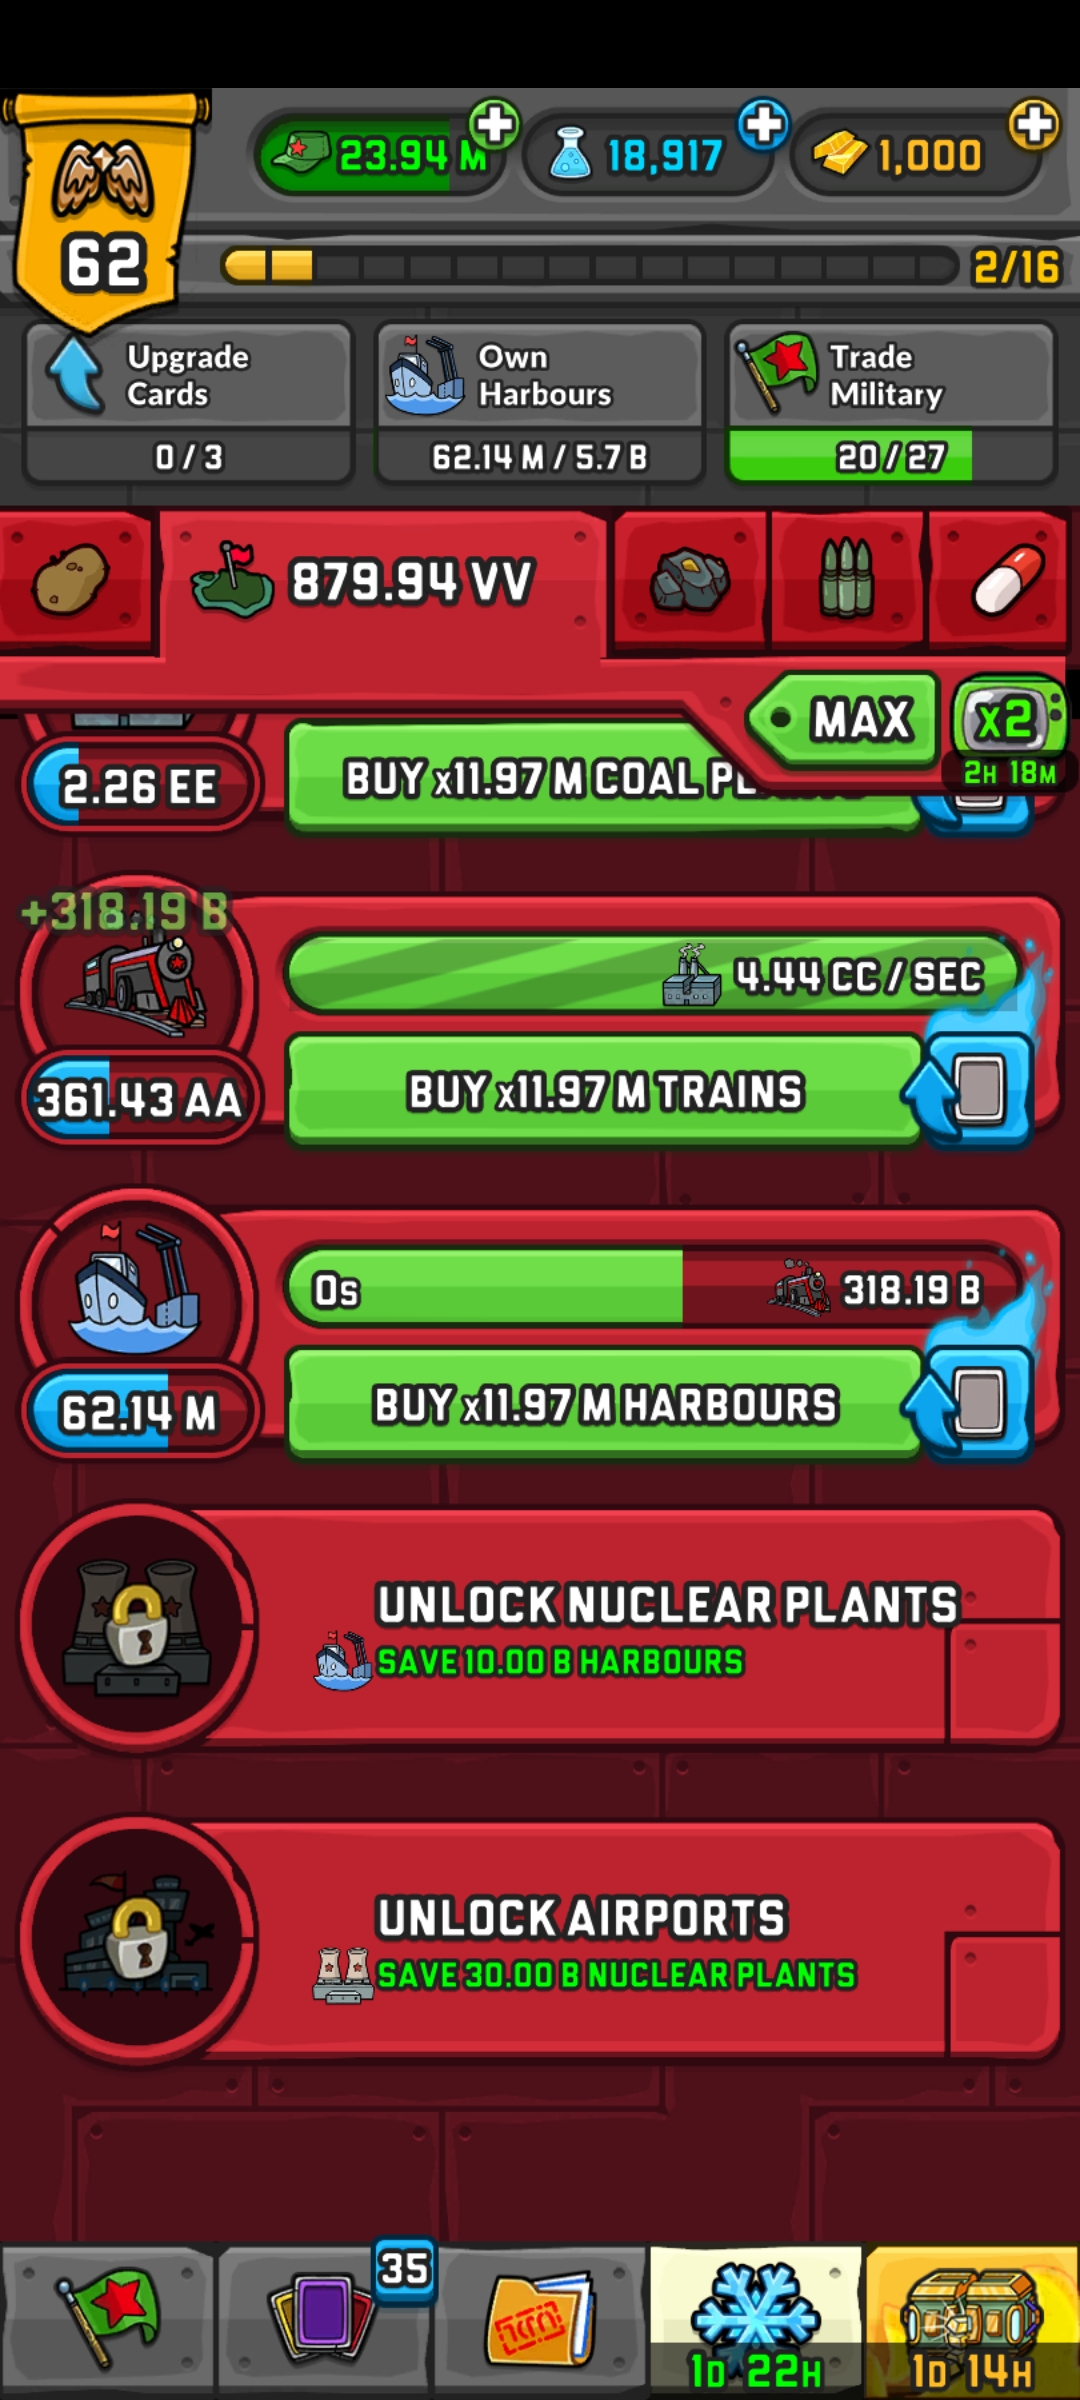 23.94 M
18,917
1,000
62
2/16
Upgrade
Cards
0 / 3
Own
Harbours
62.14 M / 5.7 B
Trade
Military
20 / 27
879.94 VV
MAX
x2
2H 18M
2.26 EE
BUY x11.97 M COAL
+318.19 B
4.44 CC / SEC
361.43 AA
BUY x11.97 M TRAINS
0s
318.19 B
62.14 M
BUY x11.97 M HARBOURS
UNLOCK NUCLEAR PLANTS
SAVE 10.00 B HARBOURS
UNLOCK AIRPORTS
SAVE 30.00 B NUCLEAR PLANTS
35
1D 22H
1D 14H